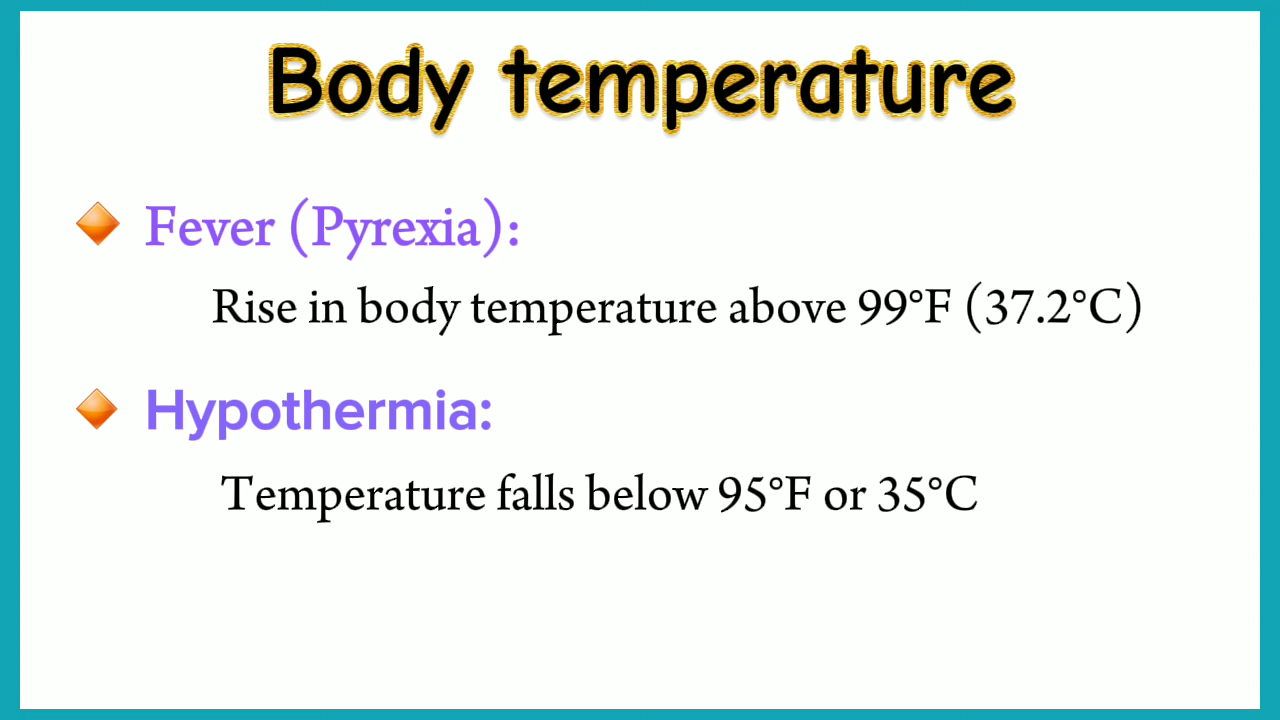 Body temperature
Fever (Pyrexia):
Rise in body temperature above 99°F (37.2°C)
Hypothermia:
Temperature falls below 95°F or 35°C